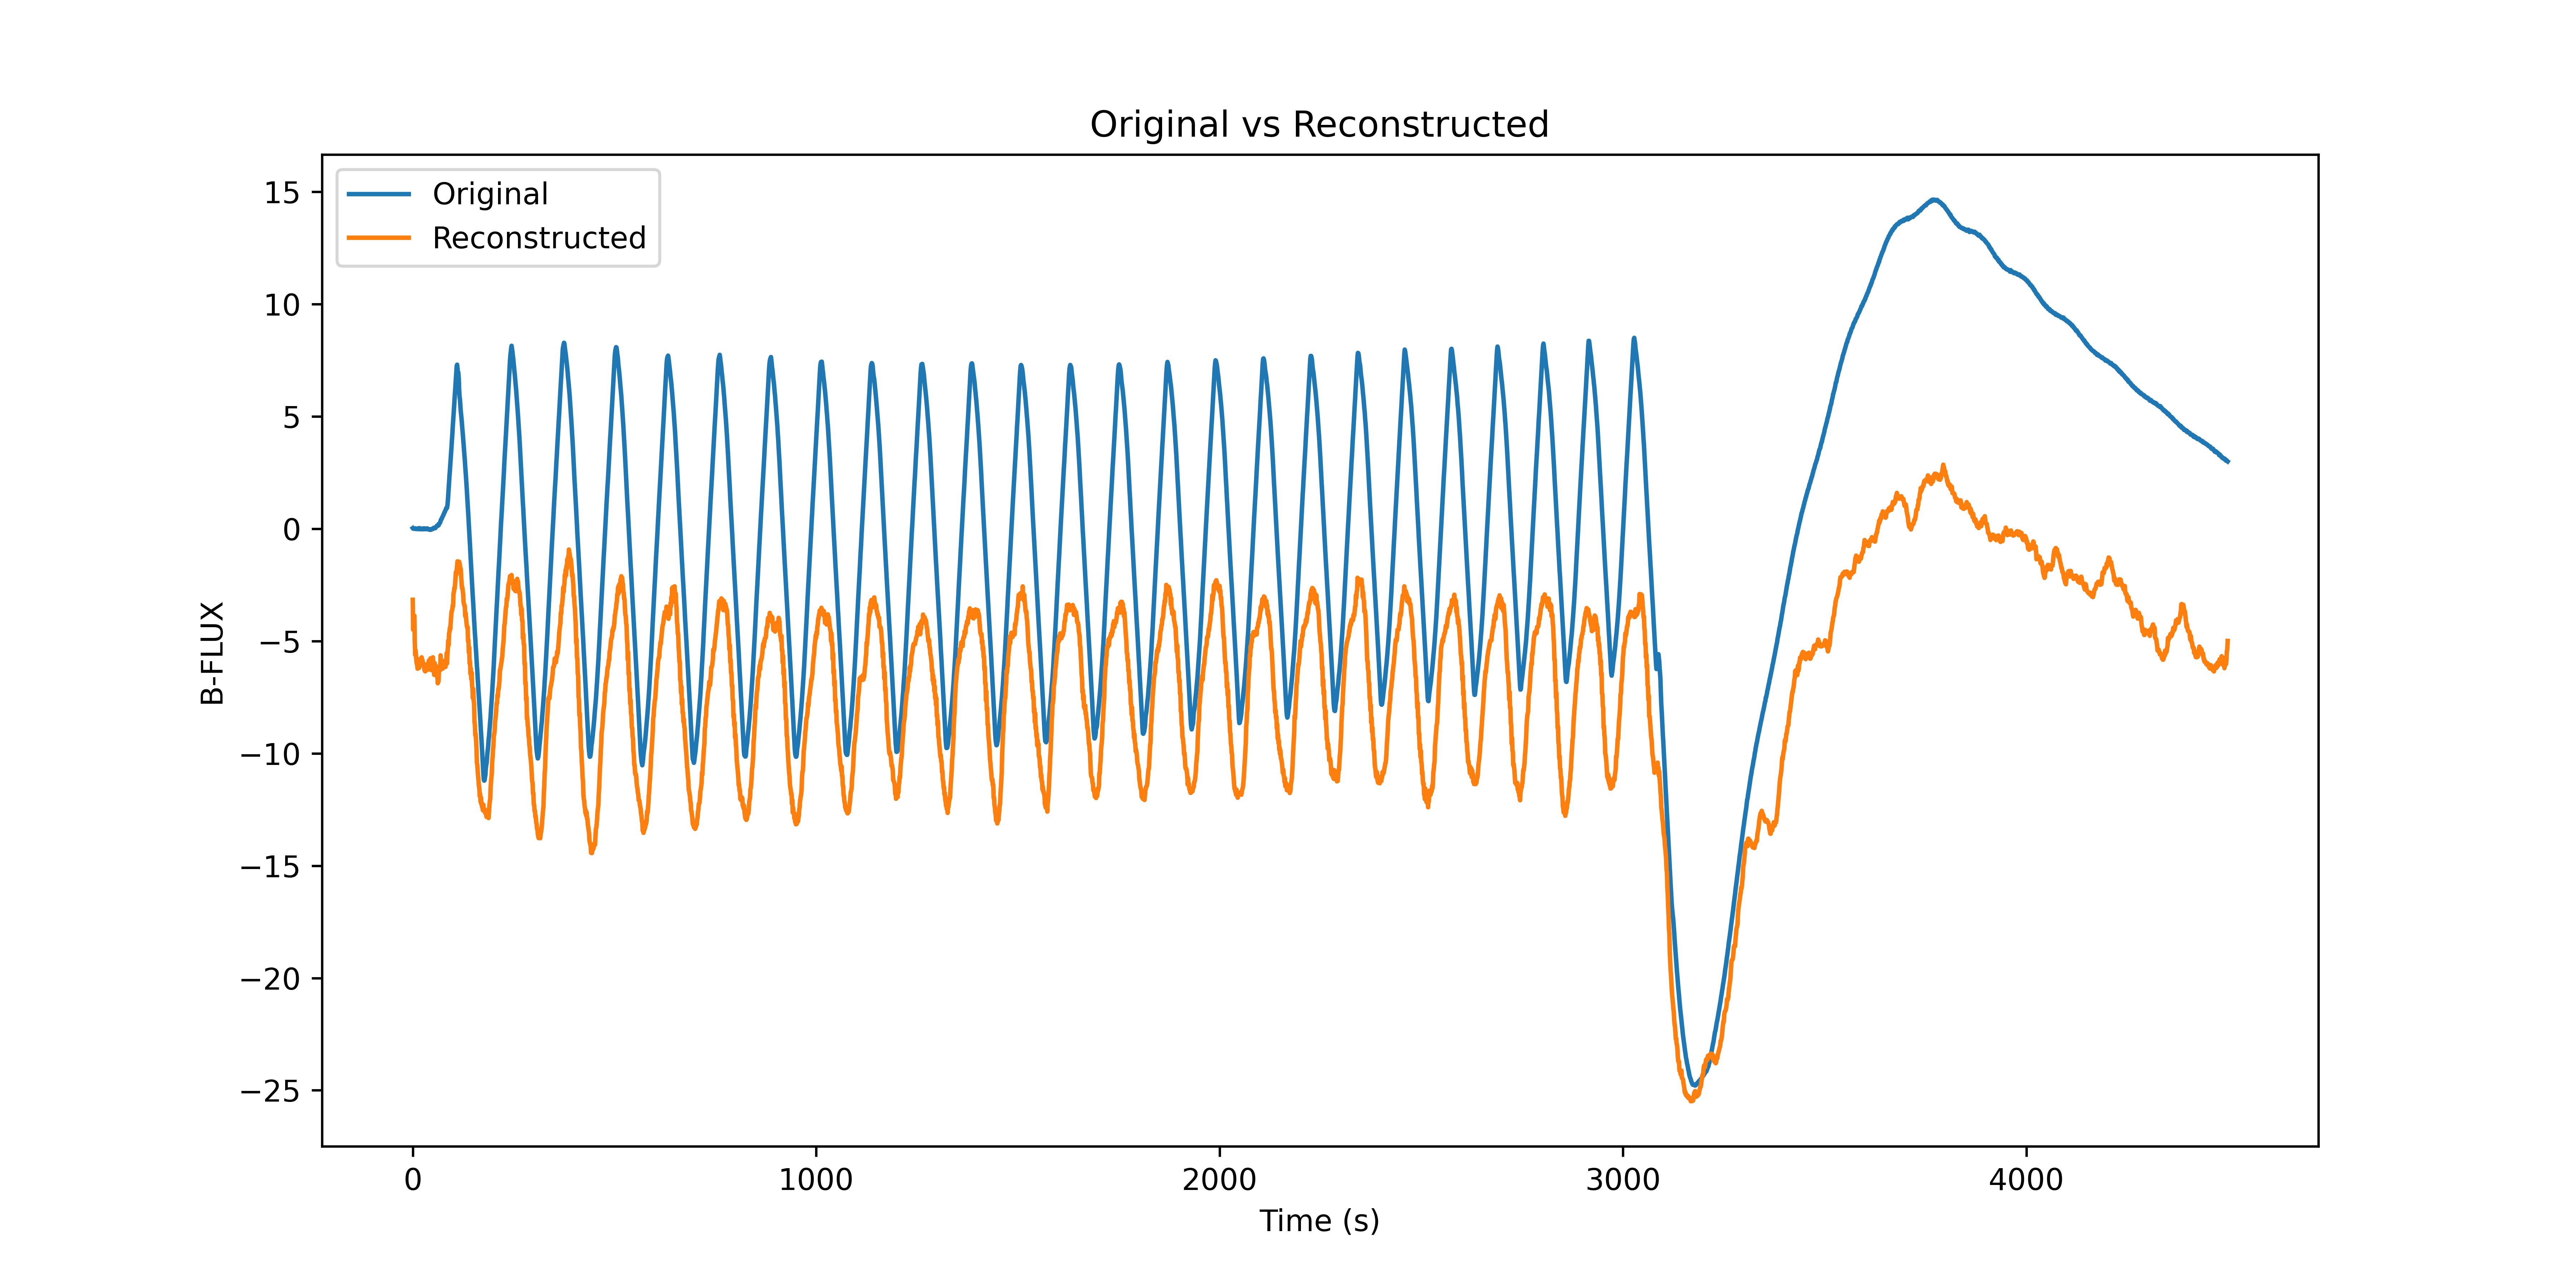 Original vs Reconstructed
Original
Reconstructed
15
10
5
0
−5
−10
−15
−20
−25
B-FLUX
0 1000 2000 3000 4000
Time (s)